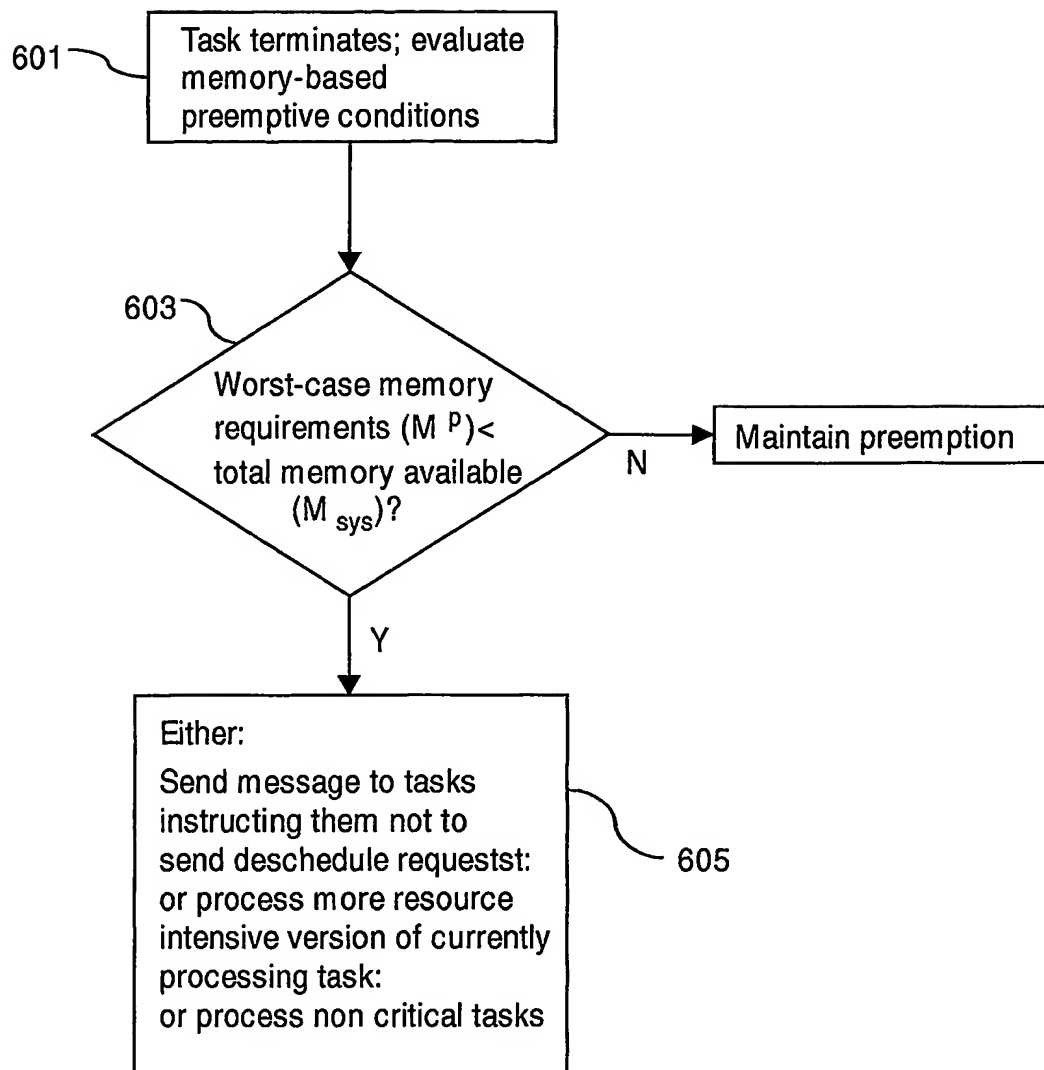 601
Task terminates; evaluate
memory-based
preemptive conditions
603
Worst-case memory
requirements (M p)<
total memory available
(M sys)?
N
Maintain preemption
Y
Either:
Send message to tasks
instructing them not to
send deschedule requestst:
or process more resource
intensive version of currently
processing task:
or process non critical tasks
605